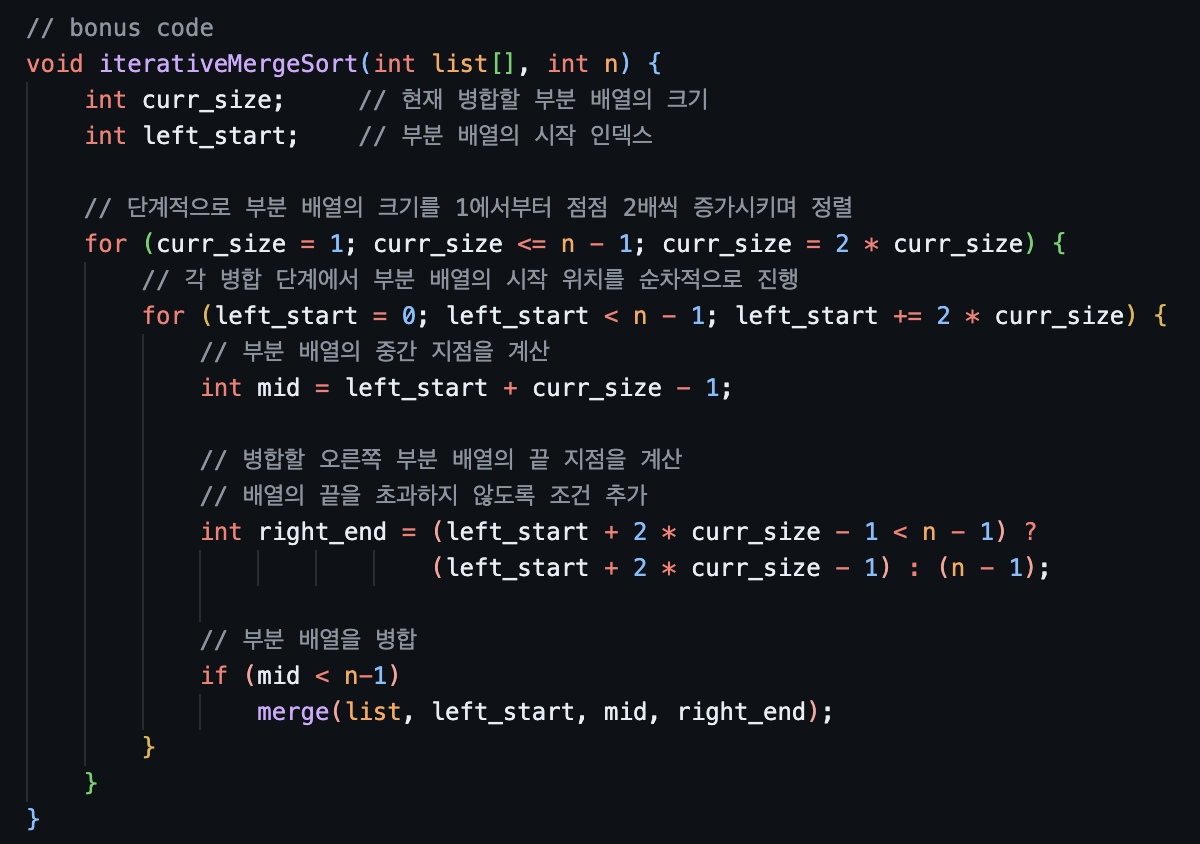 // bonus code
void iterativeMergeSort(int list[], int n) {
int curr_size; // 현재 병합할 부분 배열의 크기
int left_start; // 부분 배열의 시작 인덱스
// 단계적으로 부분 배열의 크기를 1에서부터 점점 2배씩 증가시키며 정렬
for (curr_size = 1; curr_size <= n - 1; curr_size = 2 * curr_size) {
// 각 병합 단계에서 부분 배열의 시작 위치를 순차적으로 진행
for (left_start = 0; left_start < n - 1; left_start += 2 * curr_size) {
// 부분 배열의 중간 지점을 계산
int mid = left_start + curr_size - 1;
// 병합할 오른쪽 부분 배열의 끝 지점을 계산
// 배열의 끝을 초과하지 않도록 조건 추가
int right_end = (left_start + 2 * curr_size - 1 < n - 1) ?
(left_start + 2 * curr_size - 1) : (n - 1);
// 부분 배열을 병합
if (mid < n-1)
merge(list, left_start, mid, right_end);
}
}
}